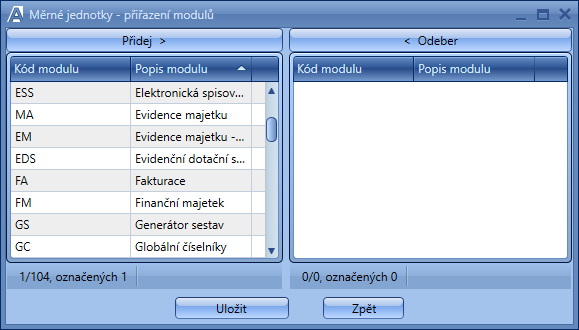 Měrné jednotky - přiřazení modulů
Přidej >
< Odeber
Kód modulu Popis modulu
Kód modulu Popis modulu
ESS Elektronická spisov...
MA Evidence majetku
EM Evidence majetku -...
EDS Evidenční dotační s...
FA Fakturace
FM Finanční majetek
GS Generátor sestav
GC Globální číselníky
1/104, označených 1
0/0, označených 0
Uložit
Zpět